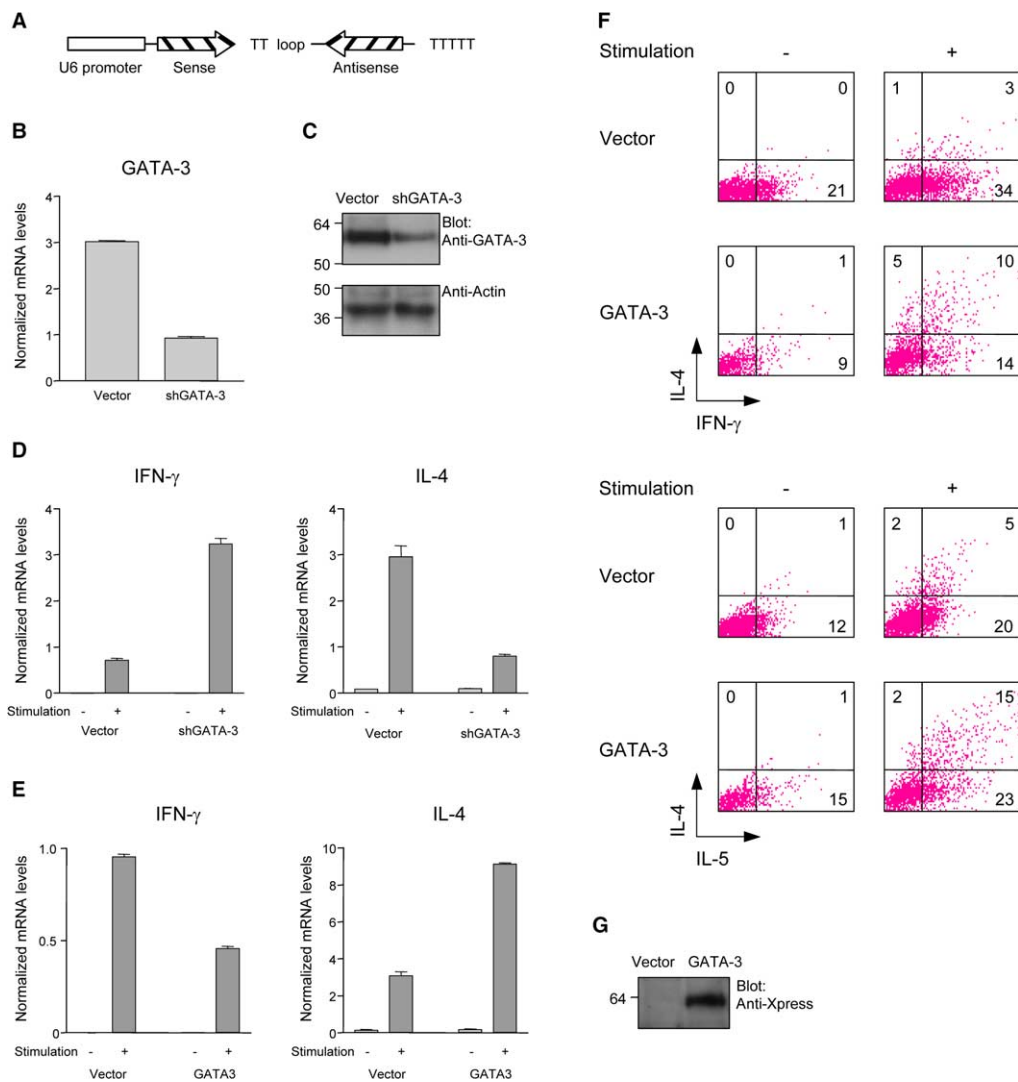 A
U6 promoter Sense TT loop Antisense TTTTT
B
GATA-3
Normalized mRNA levels
4
3
2
1
0
Vector shGATA-3
C
Vector shGATA-3
64
50
Blot:
Anti-GATA-3
50
36
Anti-Actin
D
IFN-γ
Normalized mRNA levels
4
3
2
1
0
Stimulation - + - +
Vector shGATA-3
IL-4
Normalized mRNA levels
4
3
2
1
0
Stimulation - + - +
Vector shGATA-3
E
IFN-γ
Normalized mRNA levels
1.0
0.5
0
Stimulation - + - +
Vector GATA3
IL-4
Normalized mRNA levels
10
8
6
4
2
0
Stimulation - + - +
Vector GATA3
F
Stimulation - +
Vector
0 0
21
1 3
34
GATA-3
0 1
9
5 10
14
IL-4
IFN-γ
Stimulation - +
Vector
0 1
12
2 5
20
GATA-3
0 1
15
2 15
23
IL-4
IL-5
G
Vector GATA-3
64
Blot:
Anti-Xpress